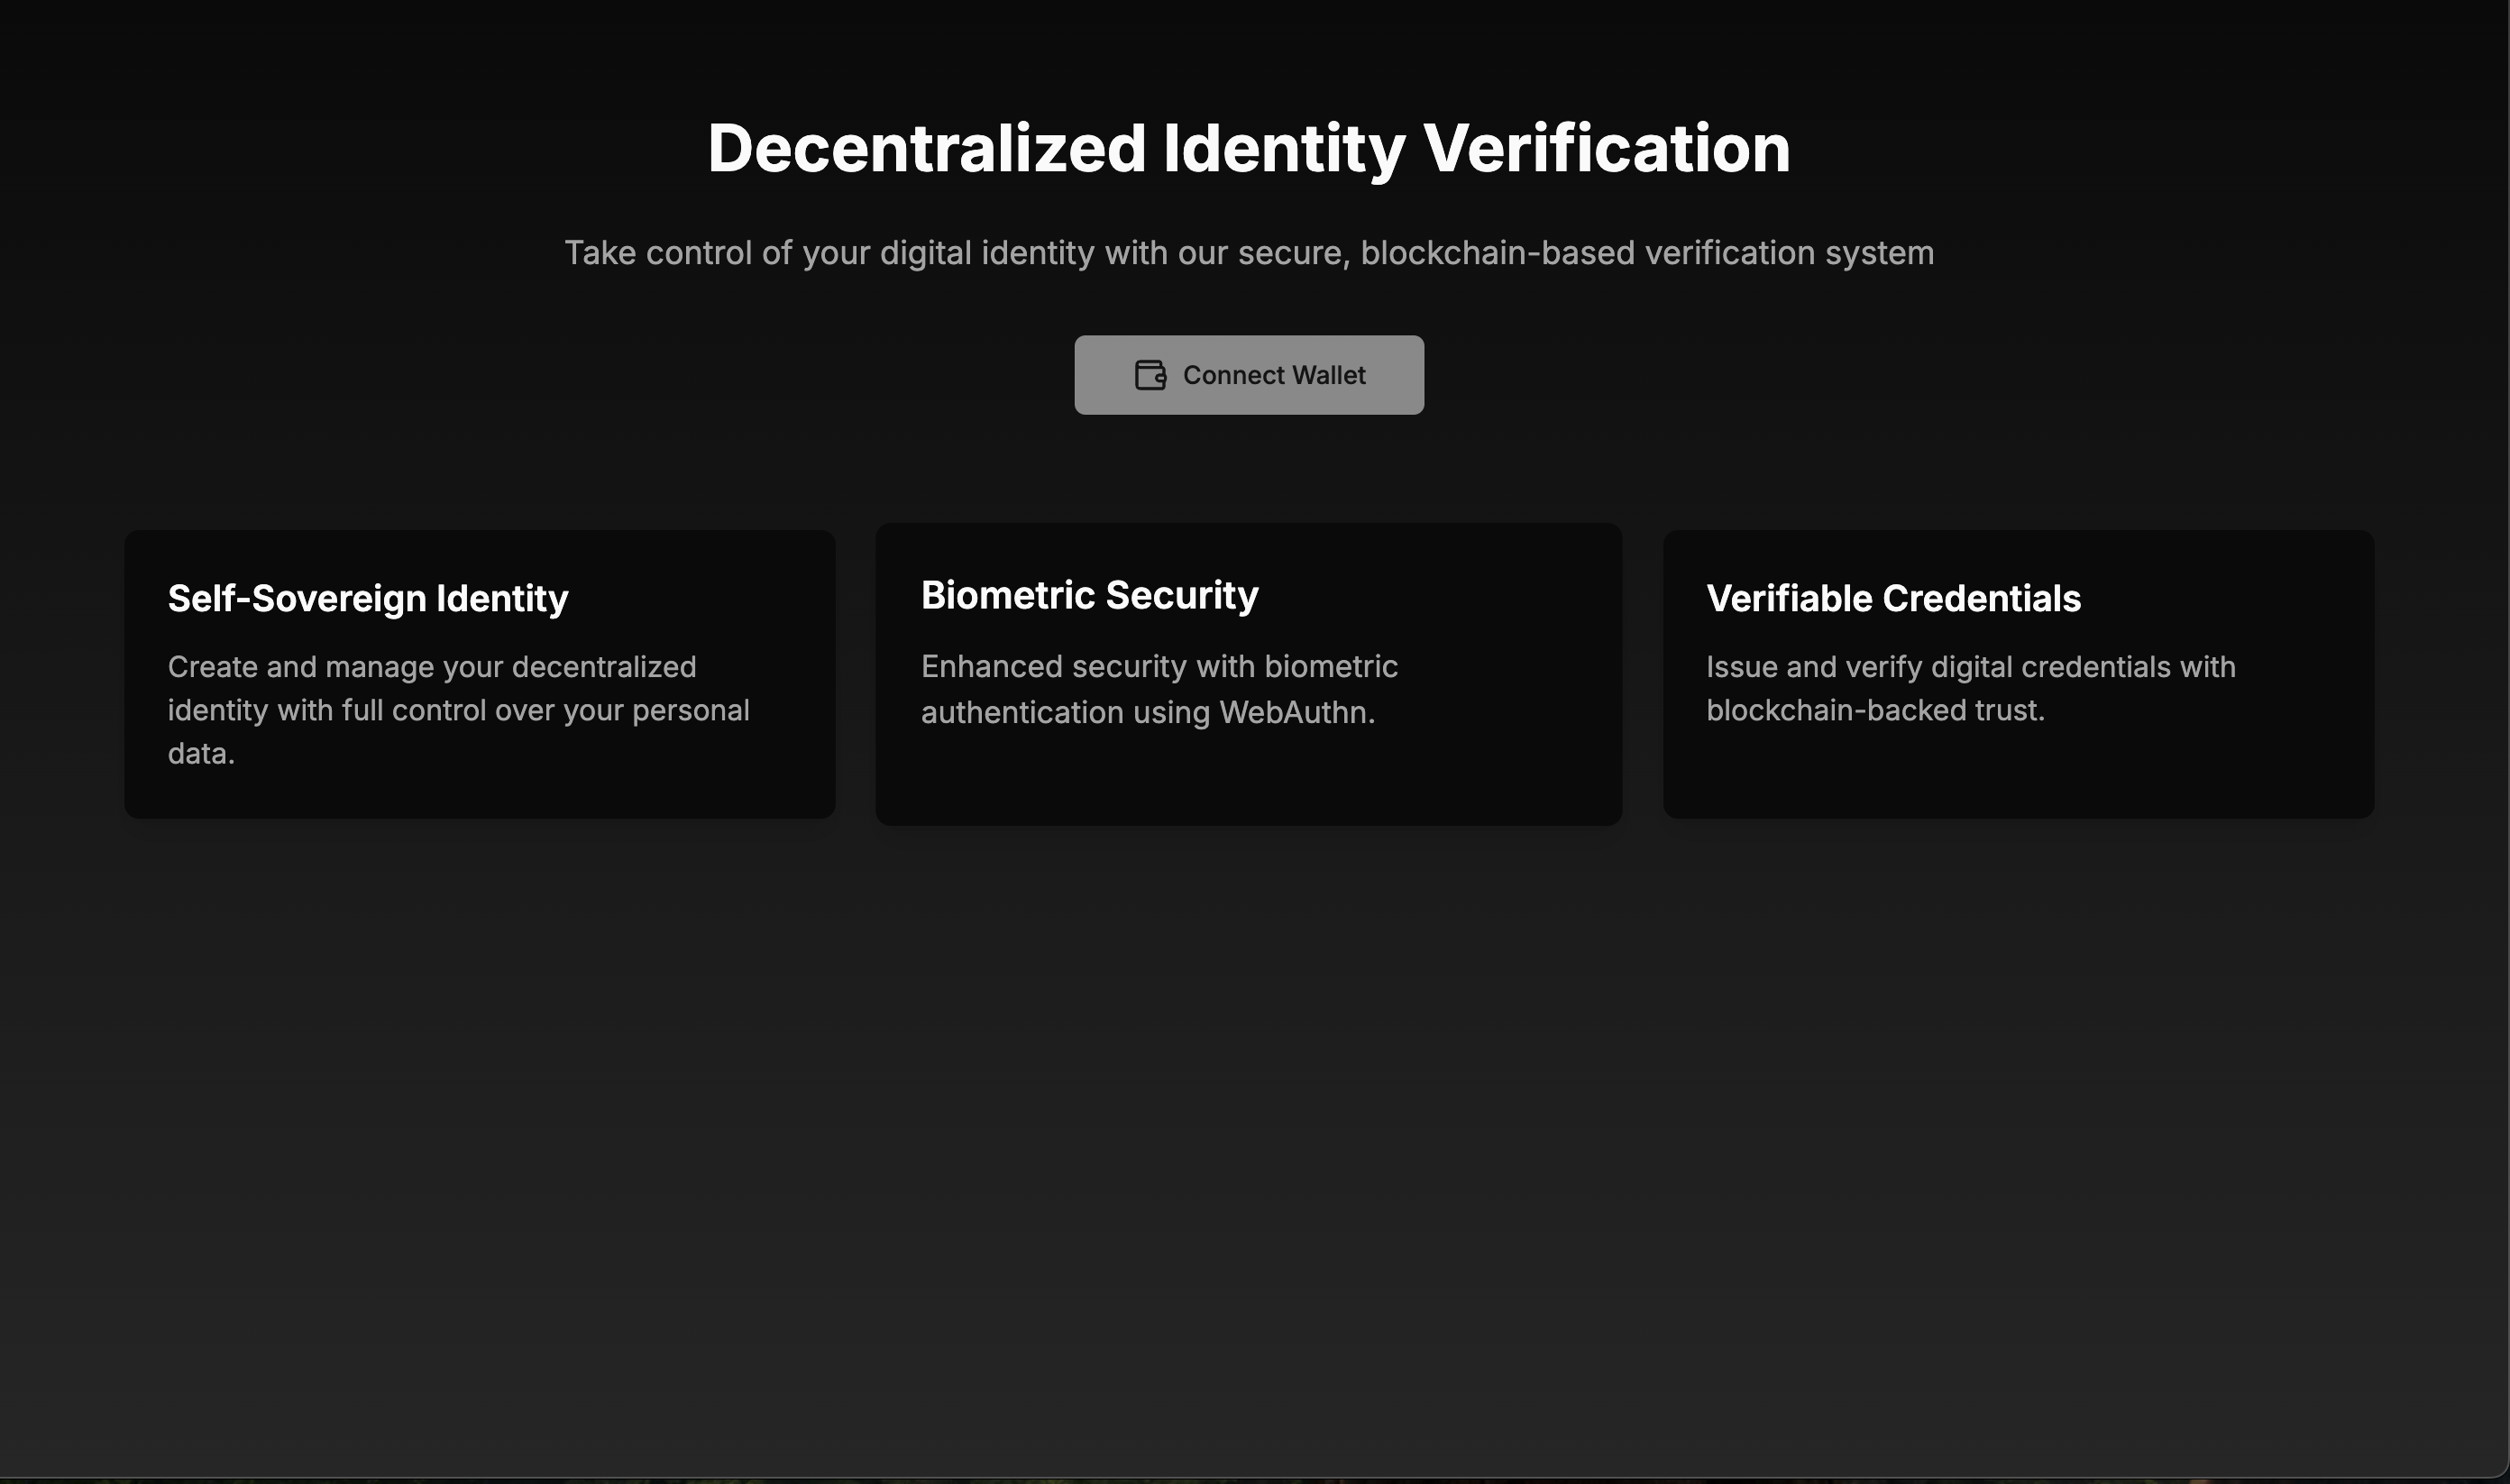 Decentralized Identity Verification
Take control of your digital identity with our secure, blockchain-based verification system
Connect Wallet
Self-Sovereign Identity
Create and manage your decentralized
identity with full control over your personal
data.
Biometric Security
Enhanced security with biometric
authentication using WebAuthn.
Verifiable Credentials
Issue and verify digital credentials with
blockchain-backed trust.